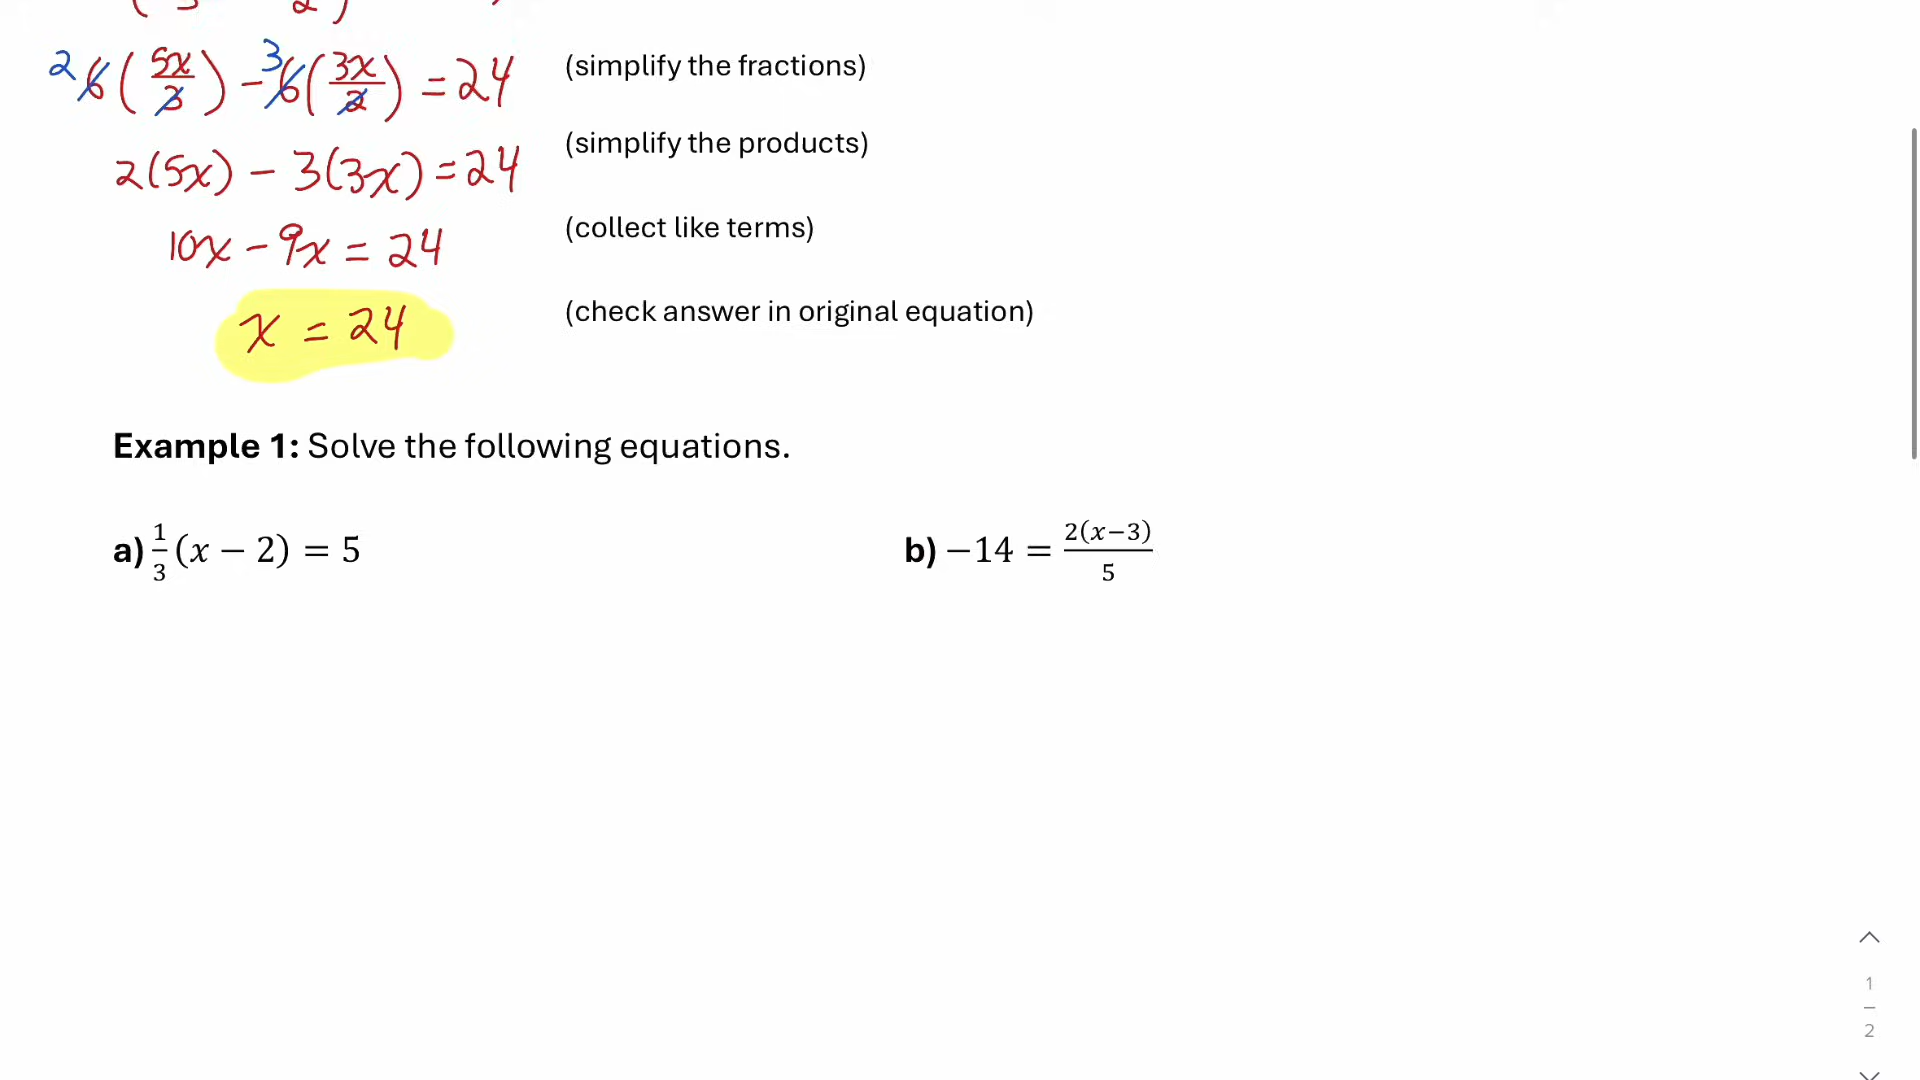 2 6(5x/3) - 3 6(3x/2) = 24 (simplify the fractions)
2(5x) - 3(3x) = 24 (simplify the products)
10x - 9x = 24 (collect like terms)
x = 24 (check answer in original equation)
Example 1: Solve the following equations.
a) 1/3 (x − 2) = 5 b) −14 = 2(x−3)/5
1
2